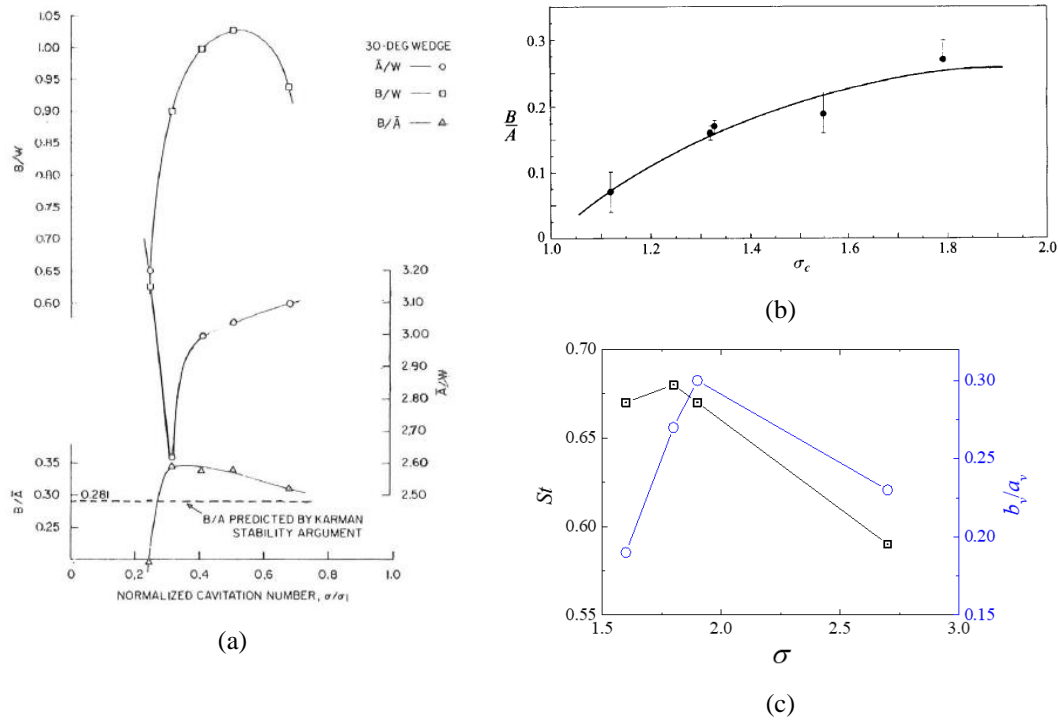 1.05
1.00
0.95
0.90
0.85
0.80
0.75
0.70
0.65
0.60
B/W
30-DEG WEDGE
Ā/W
B/W
B/Ā
3.20
3.10
3.00
2.90
2.80
2.70
2.60
2.50
Ā/W
0.35
0.30
0.25
B/Ā
0.281
B/A PREDICTED BY KARMAN
STABILITY ARGUMENT
0 0.2 0.4 0.6 0.8 1.0
NORMALIZED CAVITATION NUMBER, σ/σI
(a)
0.3
0.2
0.1
0
B
A
1.0 1.2 1.4 1.6 1.8 2.0
σc
(b)
0.70
0.65
0.60
0.55
St
0.30
0.25
0.20
0.15
bv/av
1.5 2.0 2.5 3.0
σ
(c)